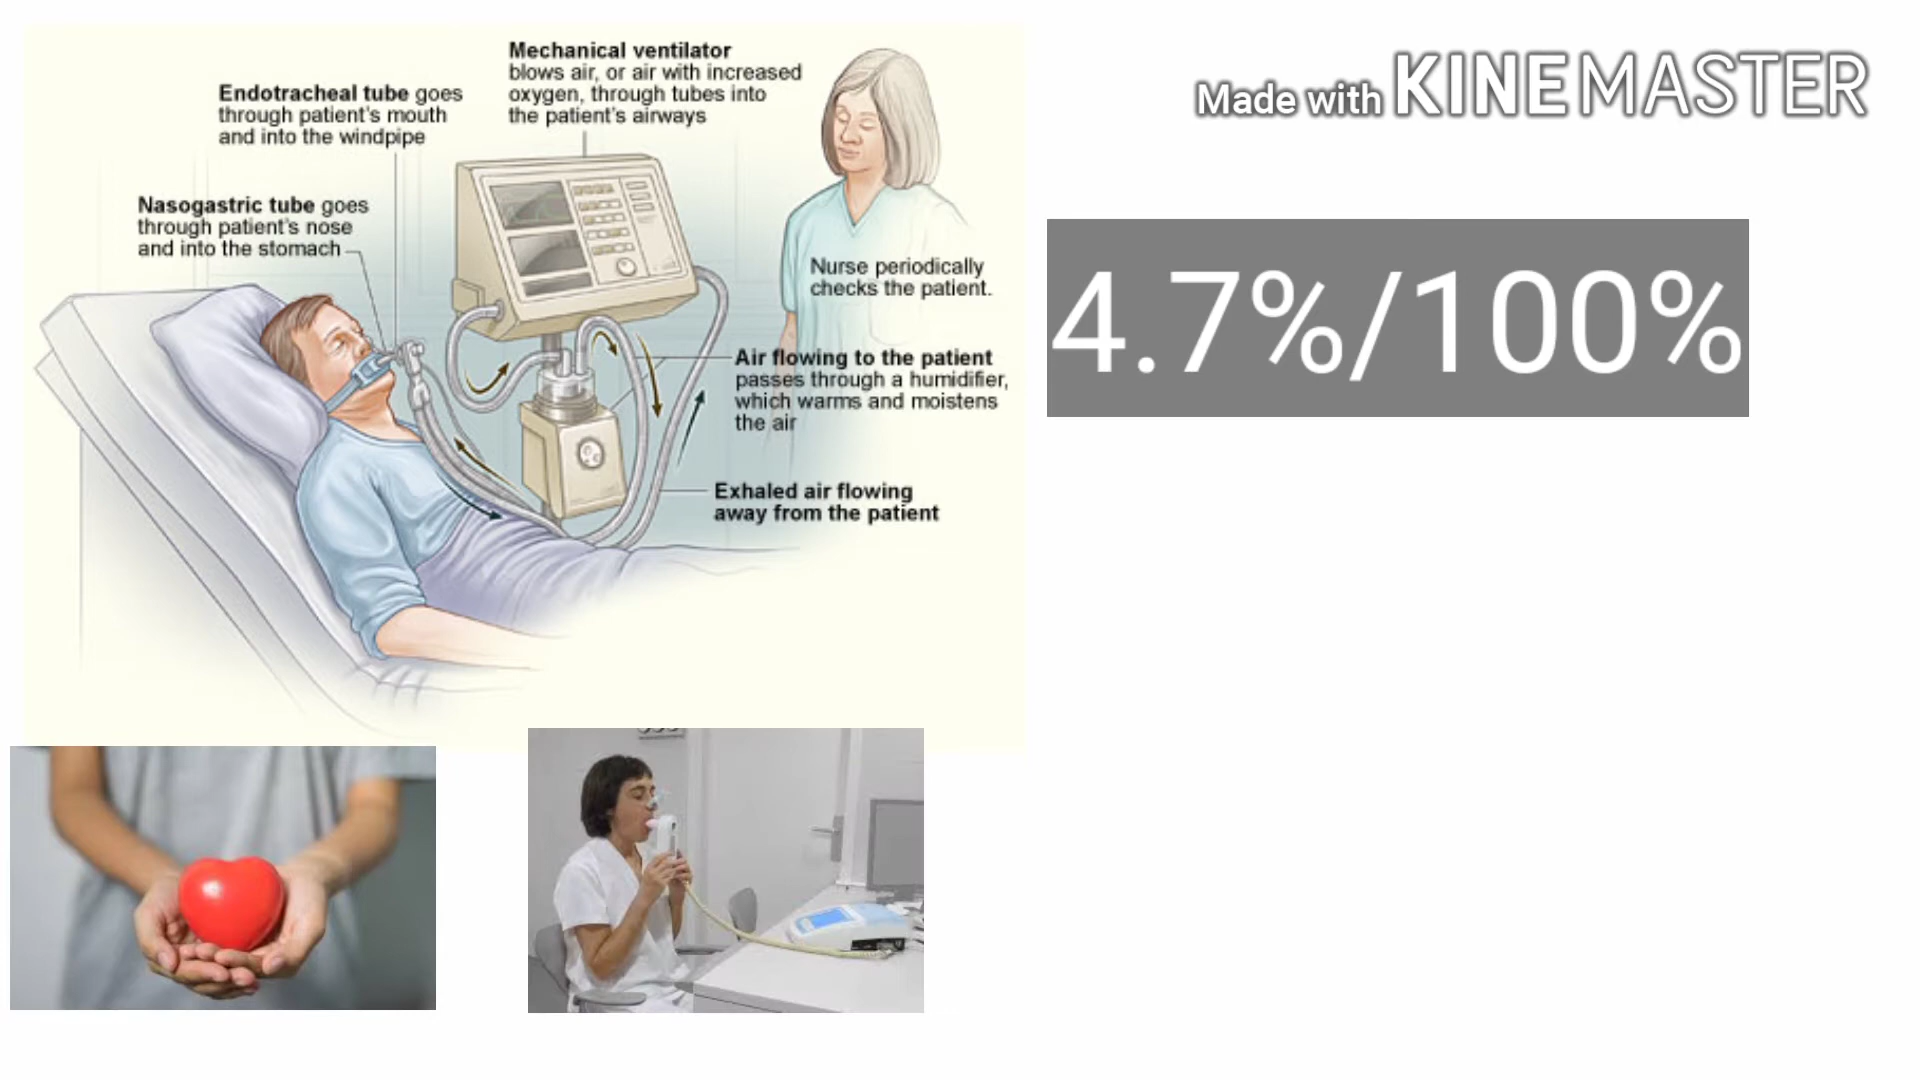 Mechanical ventilator
blows air, or air with increased
oxygen, through tubes into
the patient's airways
Endotracheal tube goes
through patient's mouth
and into the windpipe
Nasogastric tube goes
through patient's nose
and into the stomach
Nurse periodically
checks the patient.
Air flowing to the patient
passes through a humidifier,
which warms and moistens
the air
Exhaled air flowing
away from the patient
Made with KINEMASTER
4.7%/100%